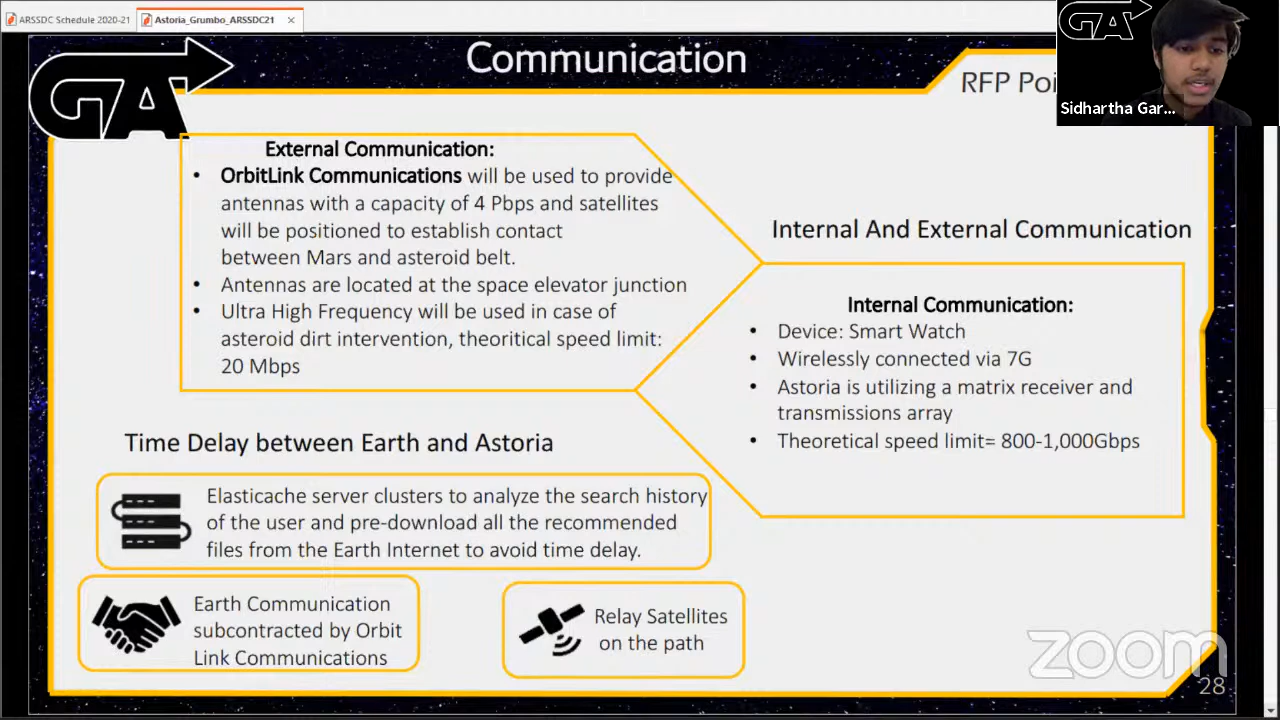 ARSSDC Schedule 2020-21
Astoria_Grumbo_ARSSDC21
GA
GA
Communication
RFP Poi
Sidhartha Gar...
External Communication:
• OrbitLink Communications will be used to provide
antennas with a capacity of 4 Pbps and satellites
will be positioned to establish contact
between Mars and asteroid belt.
• Antennas are located at the space elevator junction
• Ultra High Frequency will be used in case of
asteroid dirt intervention, theoritical speed limit:
20 Mbps
Internal And External Communication
Internal Communication:
• Device: Smart Watch
• Wirelessly connected via 7G
• Astoria is utilizing a matrix receiver and
transmissions array
• Theoretical speed limit= 800-1,000Gbps
Time Delay between Earth and Astoria
Elasticache server clusters to analyze the search history
of the user and pre-download all the recommended
files from the Earth Internet to avoid time delay.
Earth Communication
subcontracted by Orbit
Link Communications
Relay Satellites
on the path
zoom
28